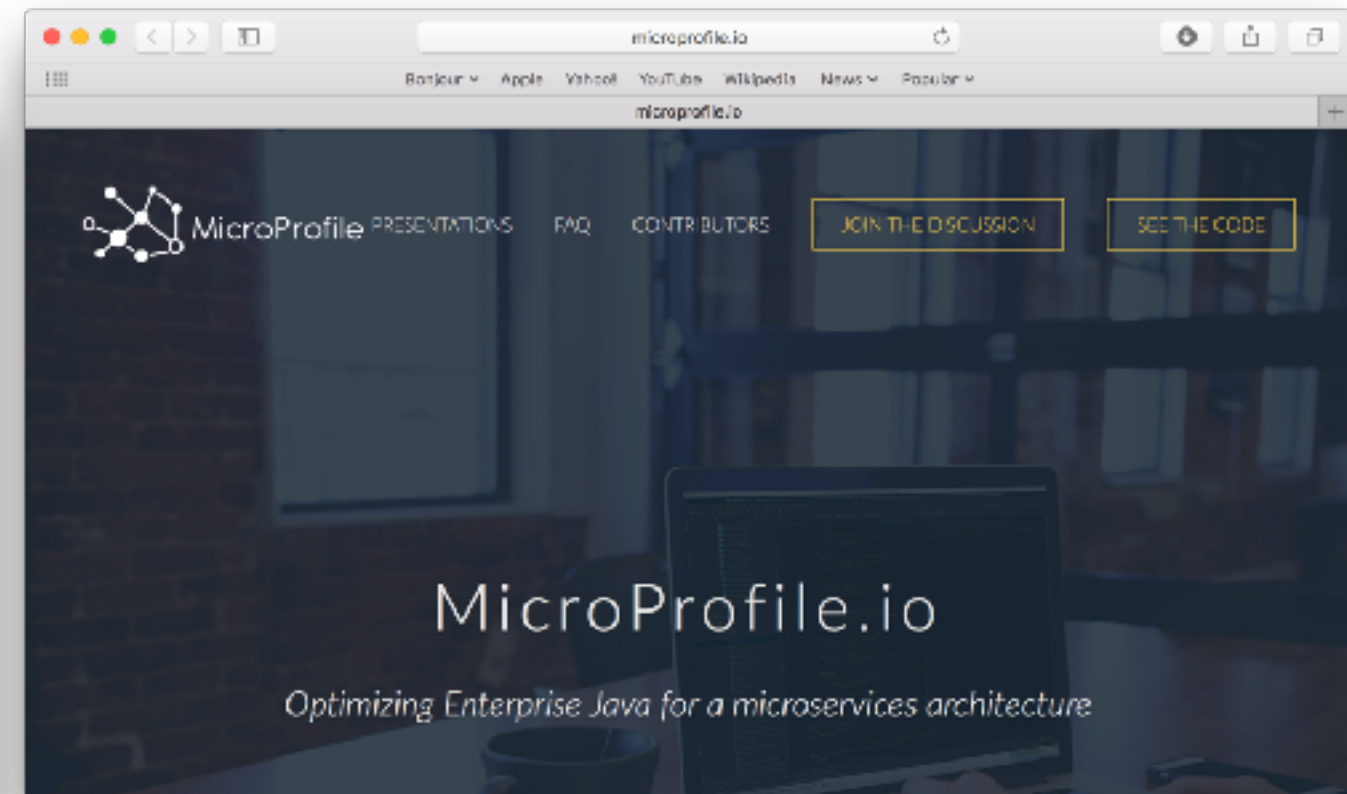 microprofile.io
Bonjour Apple Yahoo! YouTube Wikipedia News Popular
microprofile.io
MicroProfile PRESENTATIONS FAQ CONTRIBUTORS JOIN THE DISCUSSION SEE THE CODE
MicroProfile.io
Optimizing Enterprise Java for a microservices architecture